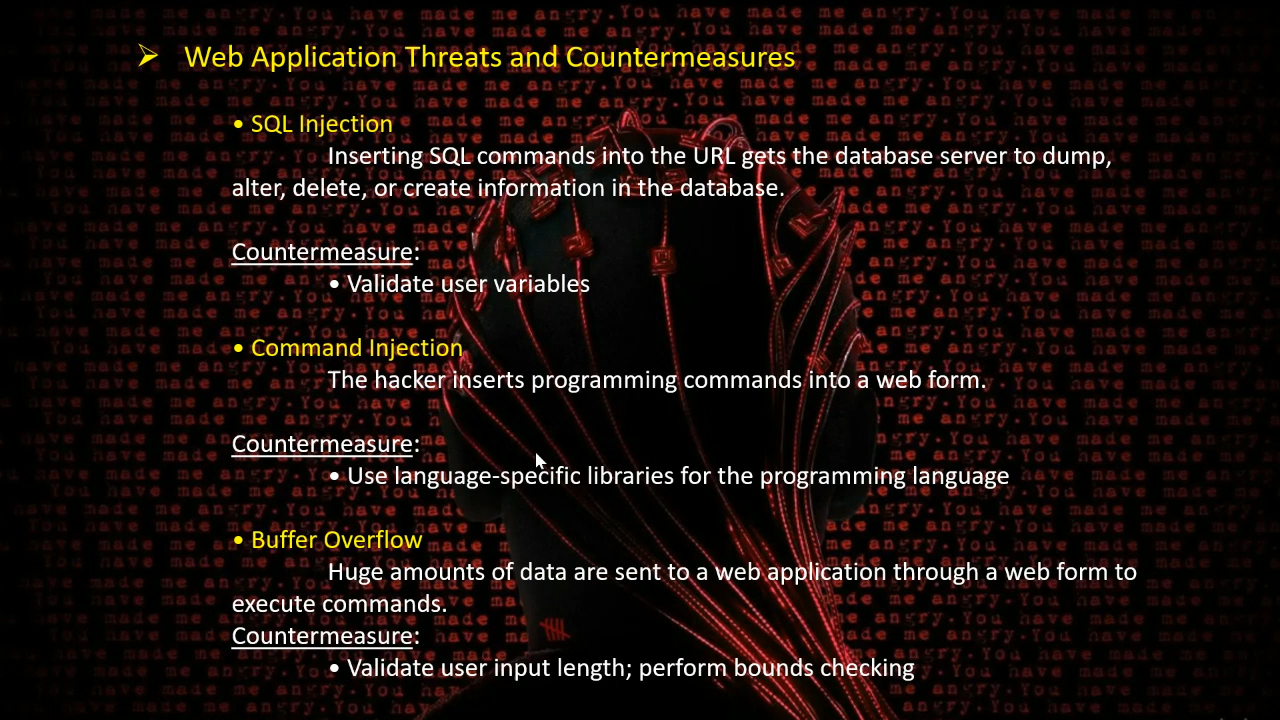 ➢ Web Application Threats and Countermeasures
• SQL Injection
Inserting SQL commands into the URL gets the database server to dump,
alter, delete, or create information in the database.
Countermeasure:
• Validate user variables
• Command Injection
The hacker inserts programming commands into a web form.
Countermeasure:
• Use language-specific libraries for the programming language
• Buffer Overflow
Huge amounts of data are sent to a web application through a web form to
execute commands.
Countermeasure:
• Validate user input length; perform bounds checking